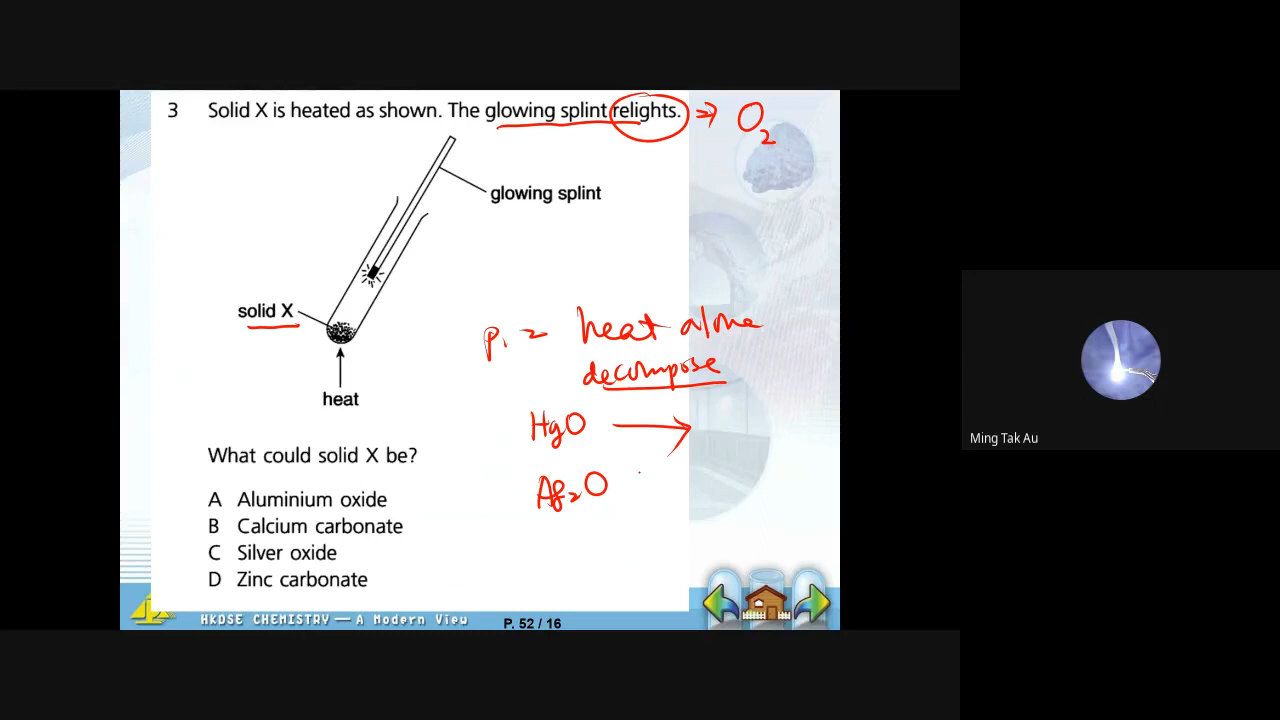 3 Solid X is heated as shown. The glowing splint relights. ⇒ O₂
glowing splint
solid X
p. = heat alone
decompose
heat
HgO →
What could solid X be?
Ag₂O
A Aluminium oxide
B Calcium carbonate
C Silver oxide
D Zinc carbonate
HKDSE CHEMISTRY — A Modern View
P. 52 / 16
Ming Tak Au